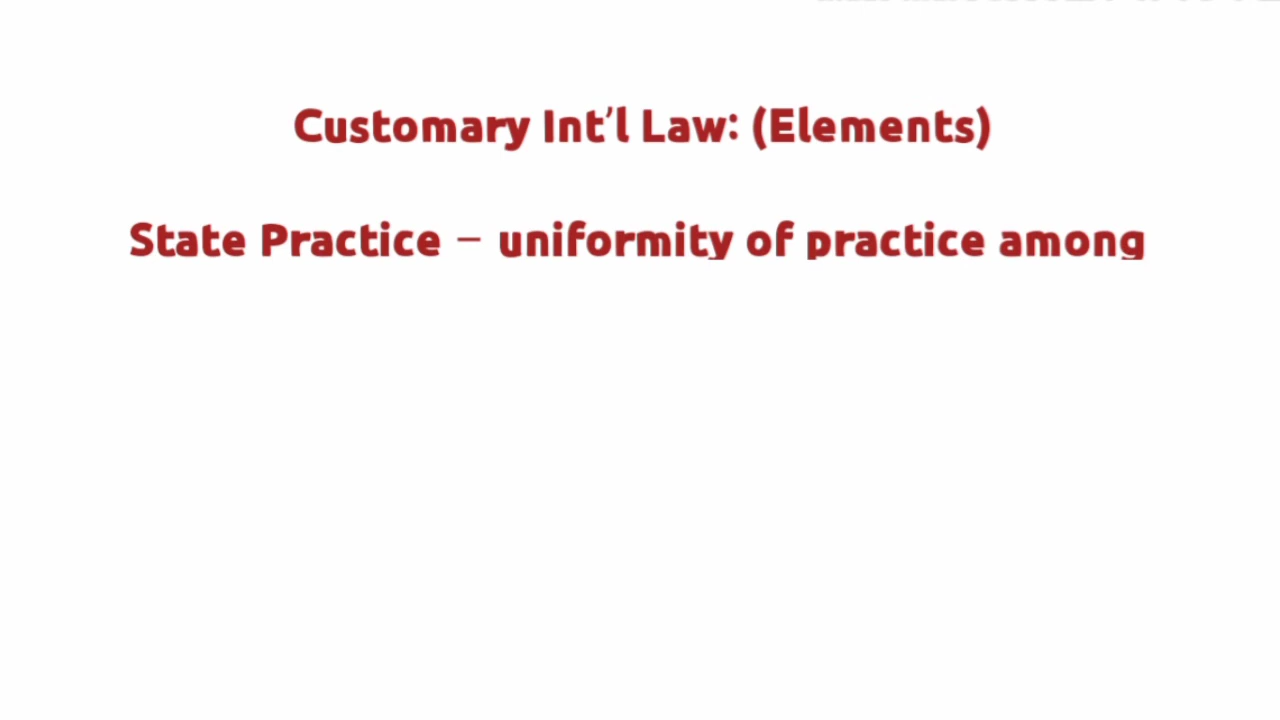 Customary Int'l Law: (Elements)
State Practice – uniformity of practice among